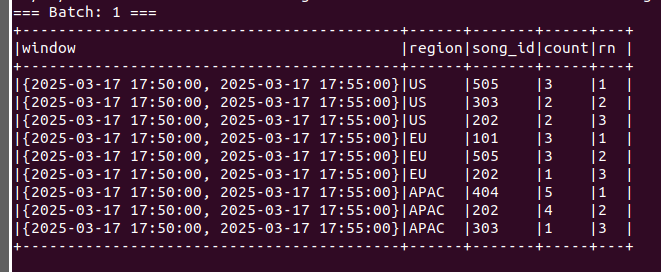 === Batch: 1 ===
+------------------------------------------+------+-------+-----+---+
|window                                    |region|song_id|count|rn |
+------------------------------------------+------+-------+-----+---+
|{2025-03-17 17:50:00, 2025-03-17 17:55:00}|US    |505    |3    |1  |
|{2025-03-17 17:50:00, 2025-03-17 17:55:00}|US    |303    |2    |2  |
|{2025-03-17 17:50:00, 2025-03-17 17:55:00}|US    |202    |2    |3  |
|{2025-03-17 17:50:00, 2025-03-17 17:55:00}|EU    |101    |3    |1  |
|{2025-03-17 17:50:00, 2025-03-17 17:55:00}|EU    |505    |3    |2  |
|{2025-03-17 17:50:00, 2025-03-17 17:55:00}|EU    |202    |1    |3  |
|{2025-03-17 17:50:00, 2025-03-17 17:55:00}|APAC  |404    |5    |1  |
|{2025-03-17 17:50:00, 2025-03-17 17:55:00}|APAC  |202    |4    |2  |
|{2025-03-17 17:50:00, 2025-03-17 17:55:00}|APAC  |303    |1    |3  |
+------------------------------------------+------+-------+-----+---+